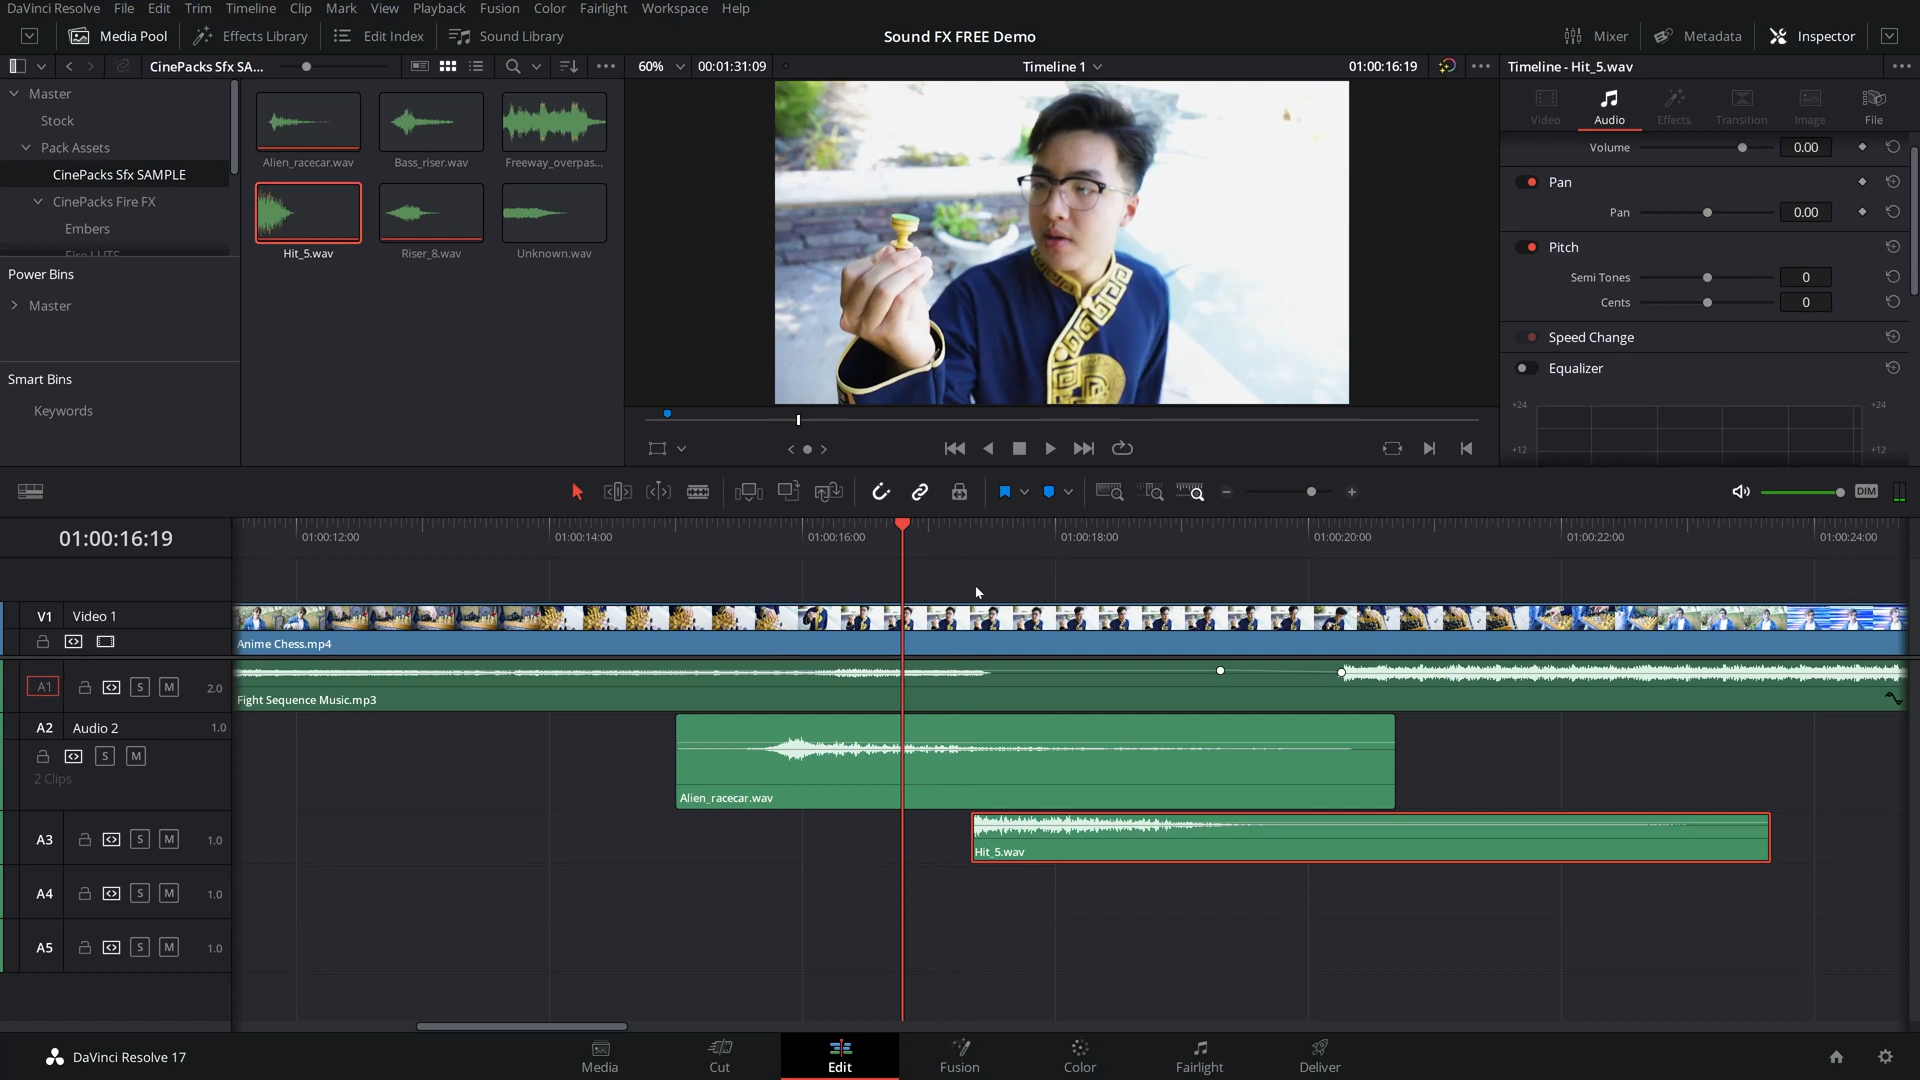 DaVinci Resolve File Edit Trim Timeline Clip Mark View Playback Fusion Color Fairlight Workspace Help
Media Pool Effects Library Edit Index Sound Library Sound FX FREE Demo Mixer Metadata Inspector
CinePacks Sfx SA... 60% 00:01:31:09 Timeline 1 01:00:16:19 Timeline - Hit_5.wav
Master
Stock
Pack Assets
CinePacks Sfx SAMPLE
CinePacks Fire FX
Embers
Fire LUTS
Power Bins
Master
Smart Bins
Keywords
Alien_racecar.wav Bass_riser.wav Freeway_overpas...
Hit_5.wav Riser_8.wav Unknown.wav
Video Audio Effects Transition Image File
Volume 0.00
Pan
Pan 0.00
Pitch
Semi Tones 0
Cents 0
Speed Change
Equalizer
+24 +24
+12 +12
DIM
01:00:16:19
01:00:12:00 01:00:14:00 01:00:16:00 01:00:18:00 01:00:20:00 01:00:22:00 01:00:24:00
V1 Video 1
Anime Chess.mp4
A1 S M 2.0
Fight Sequence Music.mp3
A2 Audio 2 1.0
S M
2 Clips
Alien_racecar.wav
A3 S M 1.0
Hit_5.wav
A4 S M 1.0
A5 S M 1.0
DaVinci Resolve 17
Media Cut Edit Fusion Color Fairlight Deliver